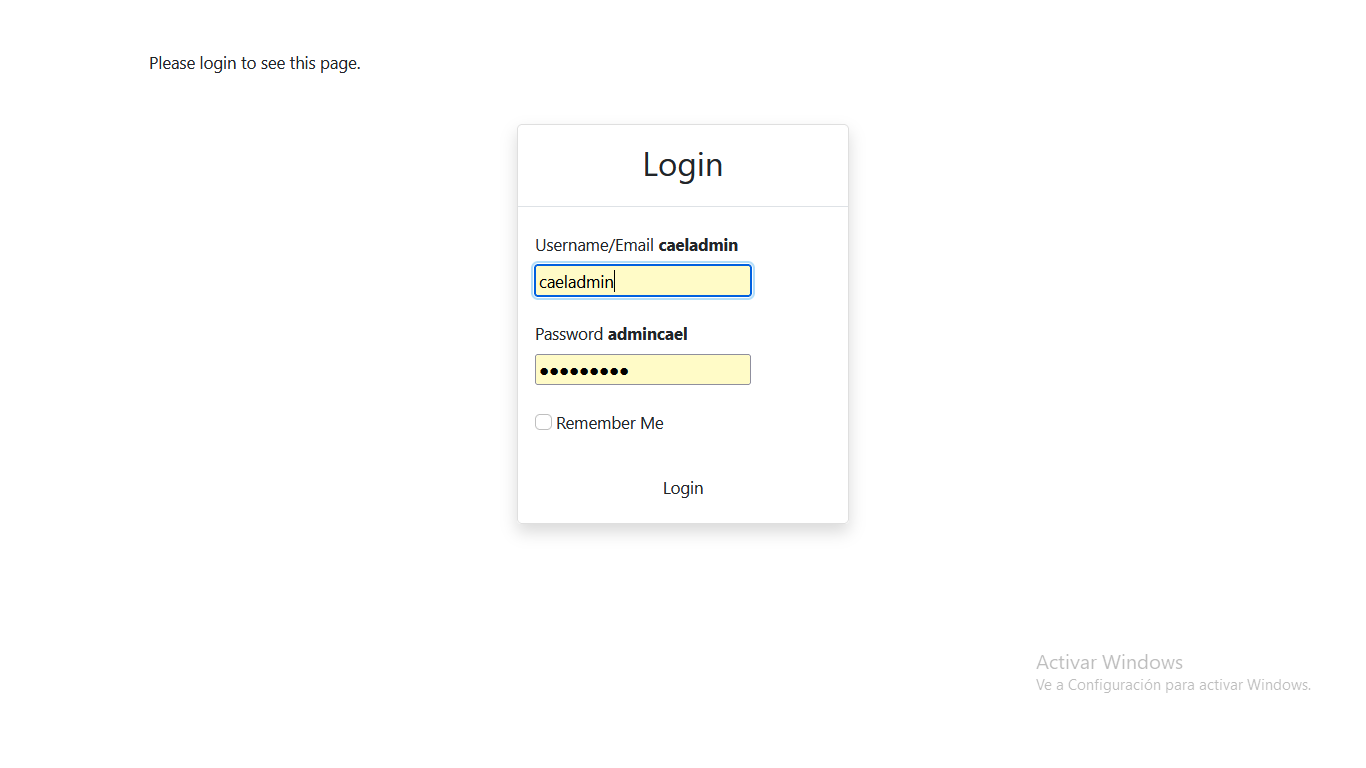 Please login to see this page.
Login
Username/Email caeladmin
caeladmin
Password admincael
●●●●●●●●●
Remember Me
Login
Activar Windows
Ve a Configuración para activar Windows.